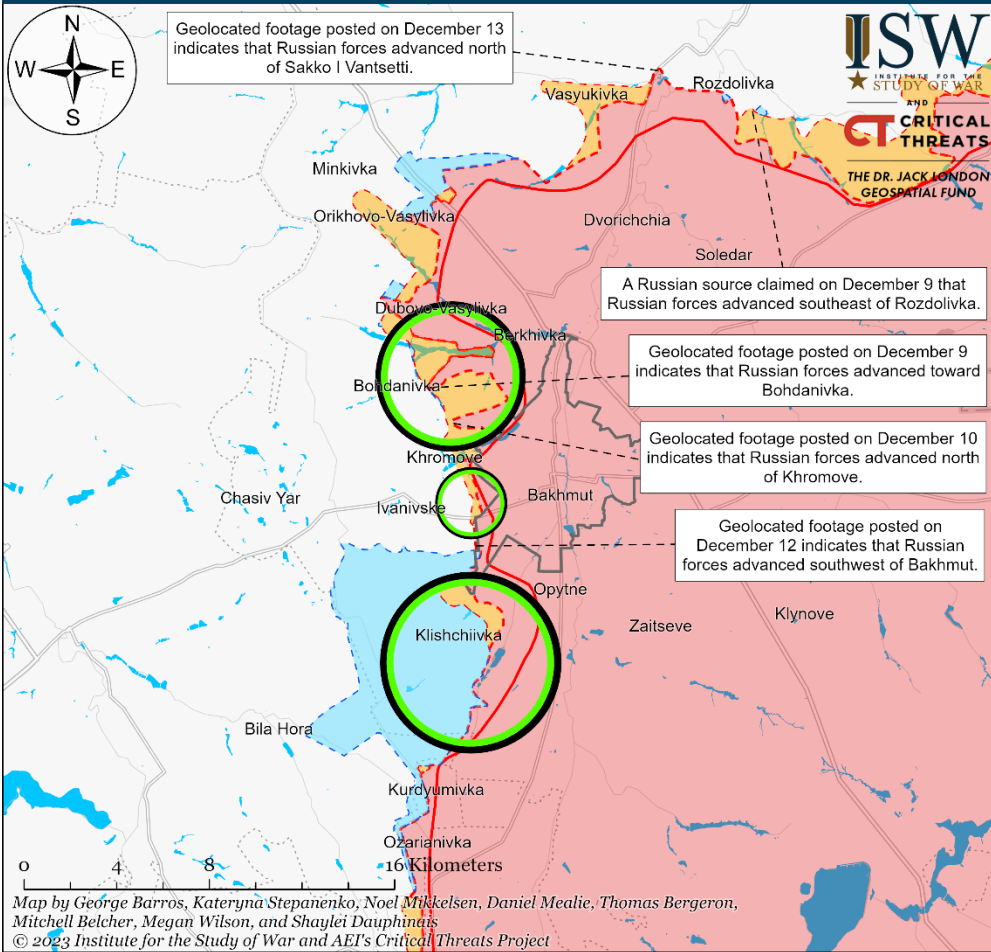 N
W E
S
Geolocated footage posted on December 13
indicates that Russian forces advanced north
of Sakko I Vantsetti.
ISW
INSTITUTE FOR THE
STUDY OF WAR
AND
CT CRITICAL
THREATS
THE DR. JACK LONDON
GEOSPATIAL FUND
Vasyukivka
Rozdolivka
Minkivka
Orikhovo-Vasylivka
Dvorichchia
Soledar
A Russian source claimed on December 9 that
Russian forces advanced southeast of Rozdolivka.
Dubovo-Vasylivka
Berkhivka
Geolocated footage posted on December 9
indicates that Russian forces advanced toward
Bohdanivka.
Bohdanivka
Geolocated footage posted on December 10
indicates that Russian forces advanced north
of Khromove.
Khromove
Chasiv Yar
Ivanivske
Bakhmut
Geolocated footage posted on
December 12 indicates that Russian
forces advanced southwest of Bakhmut.
Opytne
Klishchiivka
Zaitseve
Klynove
Bila Hora
Kurdyumivka
Ozarianivka
0 4 8 16 Kilometers
Map by George Barros, Kateryna Stepanenko, Noel Mikkelsen, Daniel Mealie, Thomas Bergeron,
Mitchell Belcher, Megan Wilson, and Shaylei Dauphinais
© 2023 Institute for the Study of War and AEI's Critical Threats Project